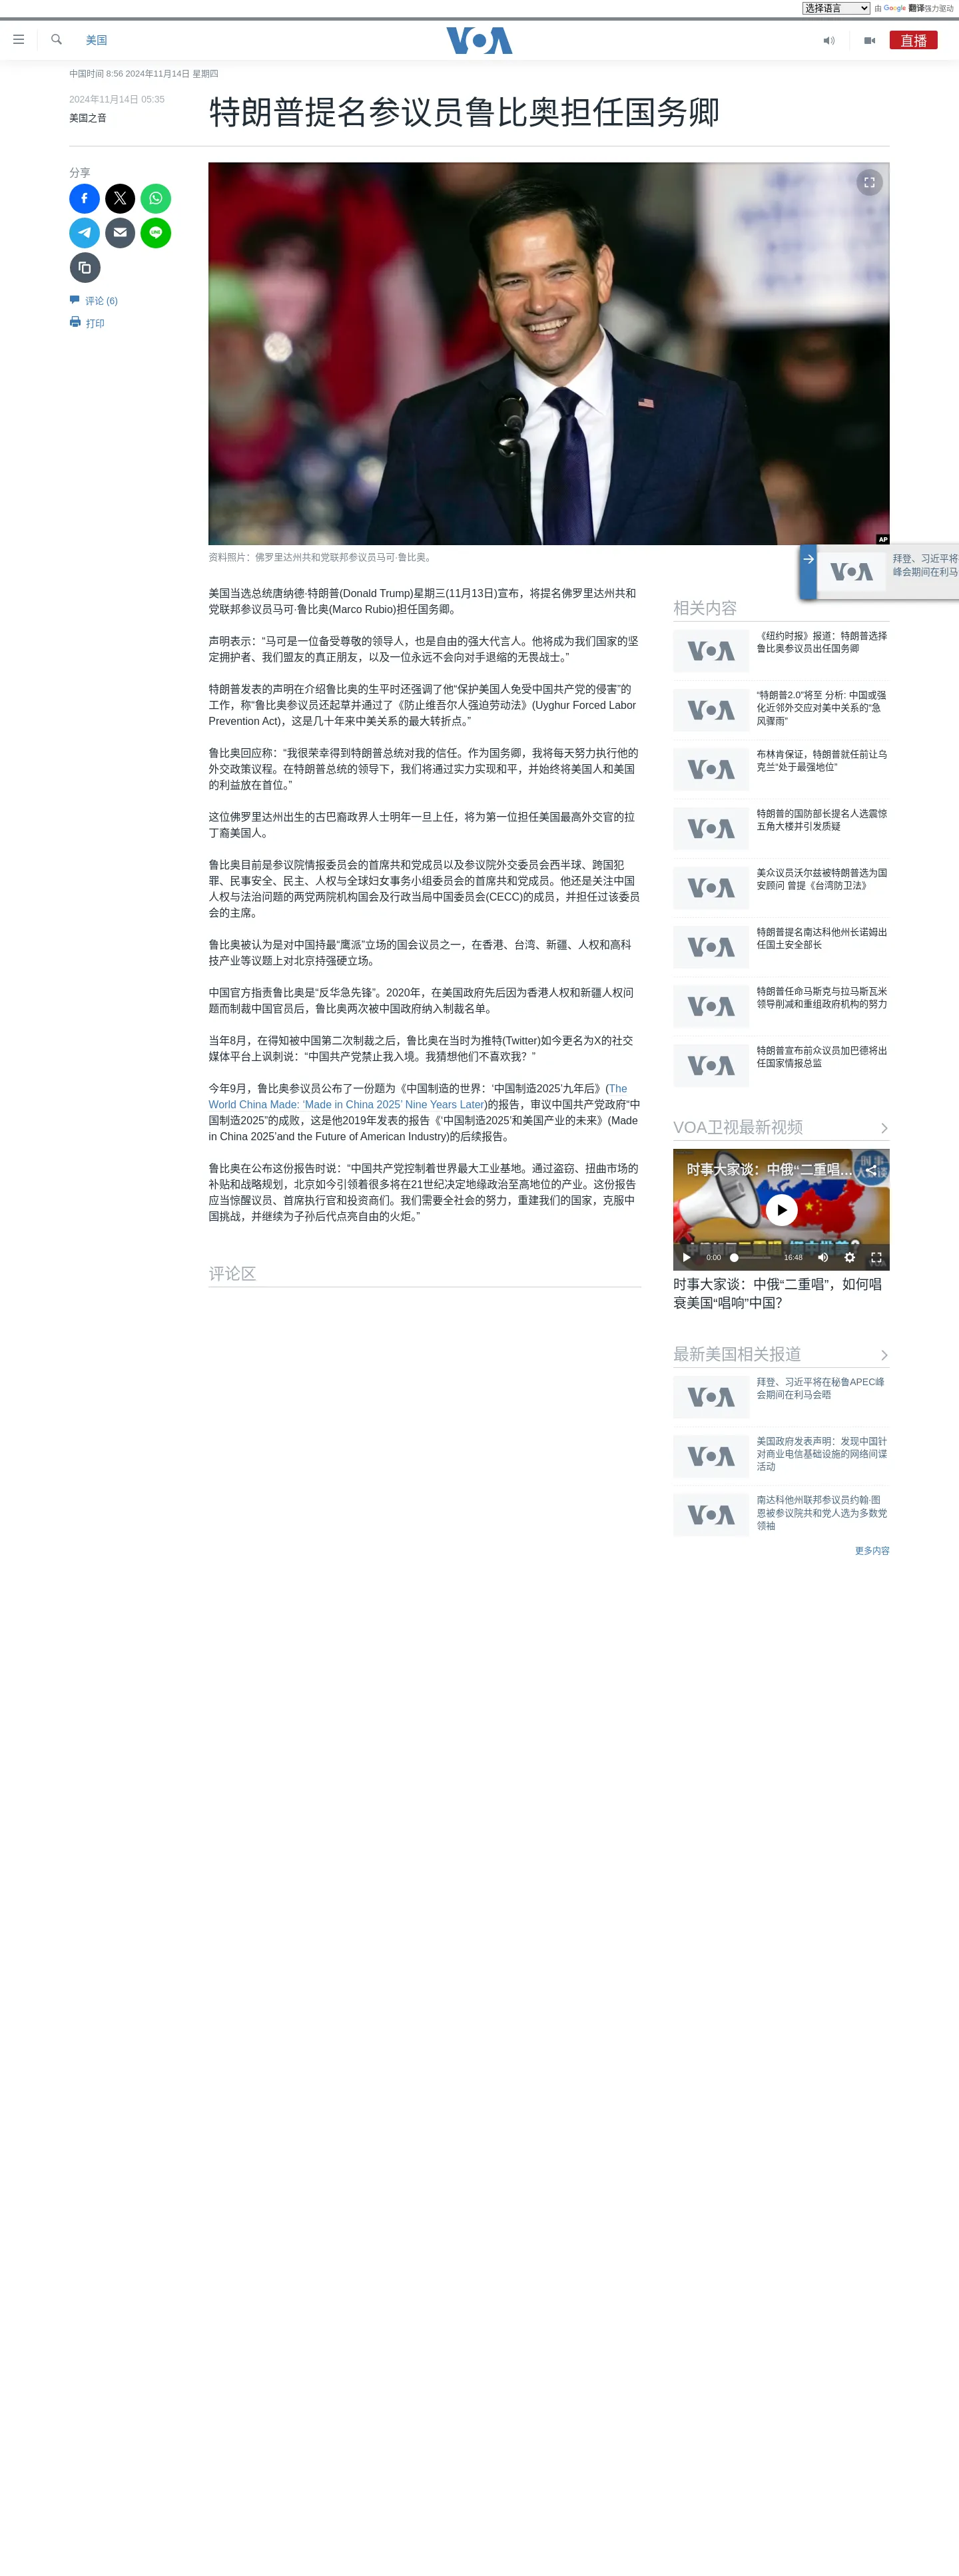 选择语言 由 Google 翻译强力驱动
美国
VOA
直播
中国时间 8:56 2024年11月14日 星期四
2024年11月14日 05:35
美国之音
特朗普提名参议员鲁比奥担任国务卿
分享
评论 (6)
打印
AP
资料照片：佛罗里达州共和党联邦参议员马可·鲁比奥。
美国当选总统唐纳德·特朗普(Donald Trump)星期三(11月13日)宣布，将提名佛罗里达州共和
党联邦参议员马可·鲁比奥(Marco Rubio)担任国务卿。
声明表示：“马可是一位备受尊敬的领导人，也是自由的强大代言人。他将成为我们国家的坚
定拥护者、我们盟友的真正朋友，以及一位永远不会向对手退缩的无畏战士。”
特朗普发表的声明在介绍鲁比奥的生平时还强调了他“保护美国人免受中国共产党的侵害”的
工作，称“鲁比奥参议员还起草并通过了《防止维吾尔人强迫劳动法》(Uyghur Forced Labor
Prevention Act)，这是几十年来中美关系的最大转折点。”
鲁比奥回应称：“我很荣幸得到特朗普总统对我的信任。作为国务卿，我将每天努力执行他的
外交政策议程。在特朗普总统的领导下，我们将通过实力实现和平，并始终将美国人和美国
的利益放在首位。”
这位佛罗里达州出生的古巴裔政界人士明年一旦上任，将为第一位担任美国最高外交官的拉
丁裔美国人。
鲁比奥目前是参议院情报委员会的首席共和党成员以及参议院外交委员会西半球、跨国犯
罪、民事安全、民主、人权与全球妇女事务小组委员会的首席共和党成员。他还是关注中国
人权与法治问题的两党两院机构国会及行政当局中国委员会(CECC)的成员，并担任过该委员
会的主席。
鲁比奥被认为是对中国持最“鹰派”立场的国会议员之一，在香港、台湾、新疆、人权和高科
技产业等议题上对北京持强硬立场。
中国官方指责鲁比奥是“反华急先锋”。2020年，在美国政府先后因为香港人权和新疆人权问
题而制裁中国官员后，鲁比奥两次被中国政府纳入制裁名单。
当年8月，在得知被中国第二次制裁之后，鲁比奥在当时为推特(Twitter)如今更名为X的社交
媒体平台上讽刺说：“中国共产党禁止我入境。我猜想他们不喜欢我？”
今年9月，鲁比奥参议员公布了一份题为《中国制造的世界：‘中国制造2025’九年后》(The
World China Made: ‘Made in China 2025’ Nine Years Later)的报告，审议中国共产党政府“中
国制造2025”的成败，这是他2019年发表的报告《‘中国制造2025’和美国产业的未来》(Made
in China 2025’and the Future of American Industry)的后续报告。
鲁比奥在公布这份报告时说：“中国共产党控制着世界最大工业基地。通过盗窃、扭曲市场的
补贴和战略规划，北京如今引领着很多将在21世纪决定地缘政治至高地位的产业。这份报告
应当惊醒议员、首席执行官和投资商们。我们需要全社会的努力，重建我们的国家，克服中
国挑战，并继续为子孙后代点亮自由的火炬。”
评论区
VOA
拜登、习近平将
峰会期间在利马
相关内容
VOA
《纽约时报》报道：特朗普选择
鲁比奥参议员出任国务卿
VOA
“特朗普2.0”将至 分析: 中国或强
化近邻外交应对美中关系的“急
风骤雨”
VOA
布林肯保证，特朗普就任前让乌
克兰“处于最强地位”
VOA
特朗普的国防部长提名人选震惊
五角大楼并引发质疑
VOA
美众议员沃尔兹被特朗普选为国
安顾问 曾提《台湾防卫法》
VOA
特朗普提名南达科他州长诺姆出
任国土安全部长
VOA
特朗普任命马斯克与拉马斯瓦米
领导削减和重组政府机构的努力
VOA
特朗普宣布前众议员加巴德将出
任国家情报总监
VOA卫视最新视频
时事大家谈：中俄“二重唱…
0:00 16:48
时事大家谈：中俄“二重唱”，如何唱
衰美国“唱响”中国？
最新美国相关报道
VOA
拜登、习近平将在秘鲁APEC峰
会期间在利马会晤
VOA
美国政府发表声明：发现中国针
对商业电信基础设施的网络间谍
活动
VOA
南达科他州联邦参议员约翰·图
恩被参议院共和党人选为多数党
领袖
更多内容